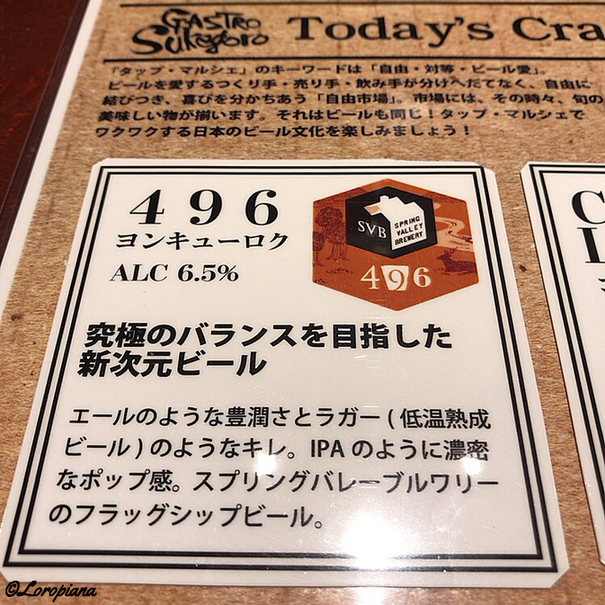 GASTRO
Sukegoro
Today's Cra
「タップ・マルシェ」のキーワードは「自由・対等・ビール愛」。
ビールを愛するつくり手・売り手・飲み手が分けへだてなく、自由に
結びつき、喜びを分かちあう「自由市場」。市場には、その時々、旬の
美味しい物が揃います。それはビールも同じ！タップ・マルシェで
ワクワクする日本のビール文化を楽しみましょう！
496
ヨンキューロク
ALC 6.5%
SVB
SPRING
VALLEY
BREWERY
496
究極のバランスを目指した
新次元ビール
エールのような豊潤さとラガー(低温熟成
ビール)のようなキレ。IPAのように濃密
なポップ感。スプリングバレーブルワリー
のフラッグシップビール。
©Loropiana